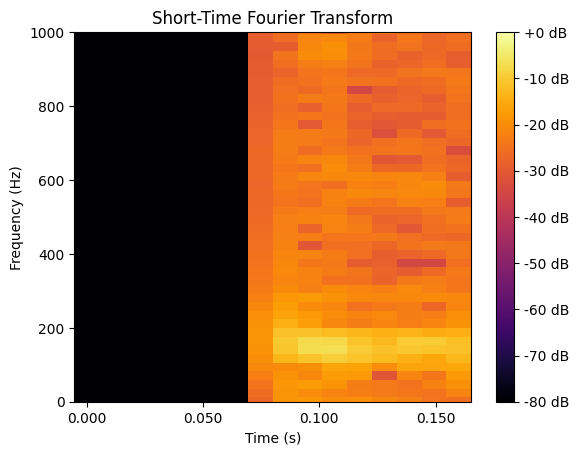 Short-Time Fourier Transform
1000
800
600
400
200
0
Frequency (Hz)
0.000
0.050
0.100
0.150
Time (s)
+0 dB
-10 dB
-20 dB
-30 dB
-40 dB
-50 dB
-60 dB
-70 dB
-80 dB